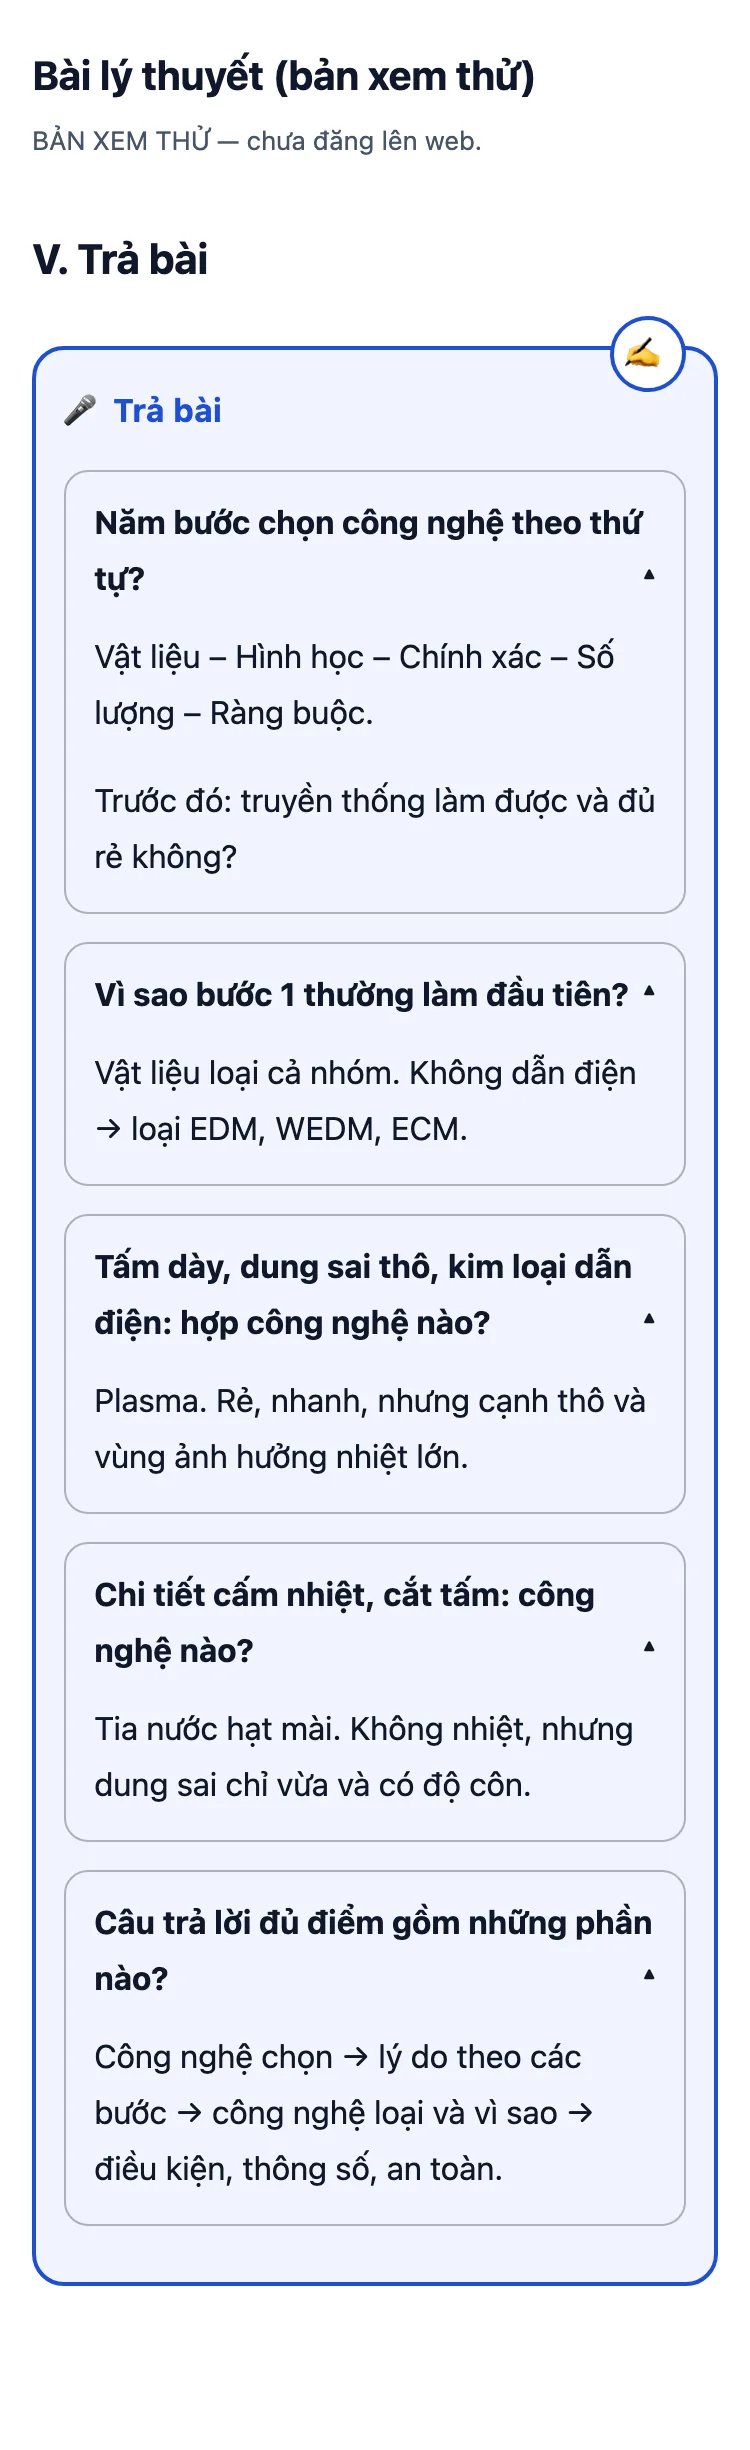 Bài lý thuyết (bản xem thử)
BẢN XEM THỬ — chưa đăng lên web.
V. Trả bài
Trả bài
Năm bước chọn công nghệ theo thứ
tự?
Vật liệu – Hình học – Chính xác – Số
lượng – Ràng buộc.
Trước đó: truyền thống làm được và đủ
rẻ không?
Vì sao bước 1 thường làm đầu tiên?
Vật liệu loại cả nhóm. Không dẫn điện
→ loại EDM, WEDM, ECM.
Tấm dày, dung sai thô, kim loại dẫn
điện: hợp công nghệ nào?
Plasma. Rẻ, nhanh, nhưng cạnh thô và
vùng ảnh hưởng nhiệt lớn.
Chi tiết cấm nhiệt, cắt tấm: công
nghệ nào?
Tia nước hạt mài. Không nhiệt, nhưng
dung sai chỉ vừa và có độ côn.
Câu trả lời đủ điểm gồm những phần
nào?
Công nghệ chọn → lý do theo các
bước → công nghệ loại và vì sao →
điều kiện, thông số, an toàn.